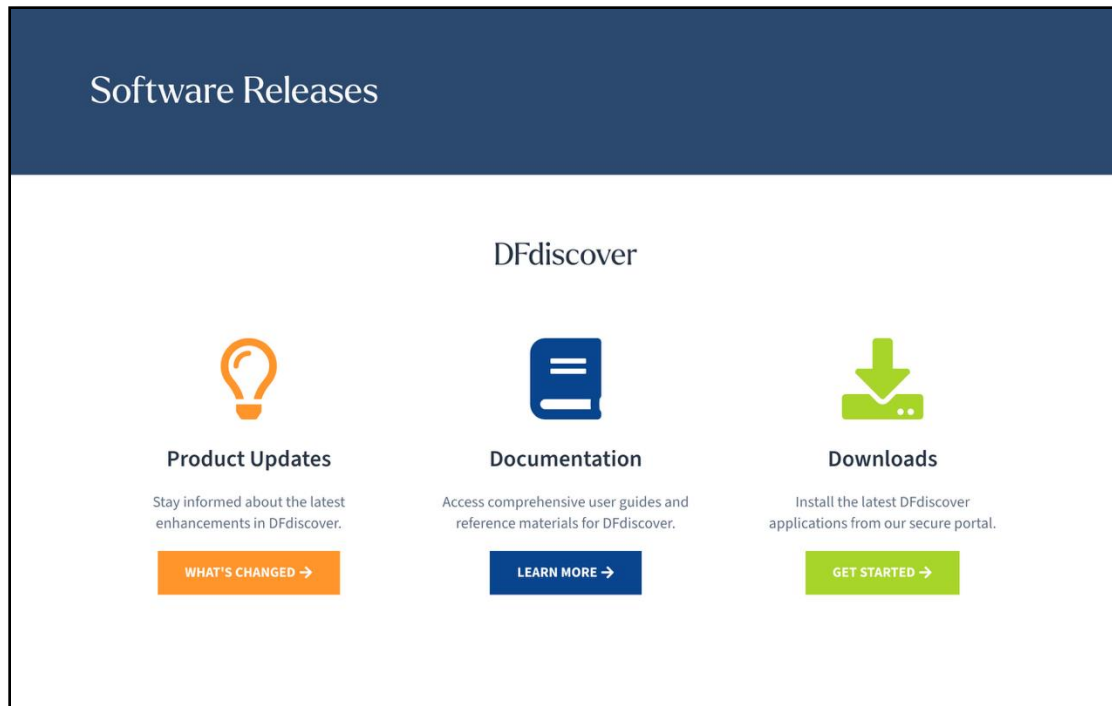 Software Releases
DFdiscover
Product Updates
Stay informed about the latest
enhancements in DFdiscover.
WHAT'S CHANGED →
Documentation
Access comprehensive user guides and
reference materials for DFdiscover.
LEARN MORE →
Downloads
Install the latest DFdiscover
applications from our secure portal.
GET STARTED →